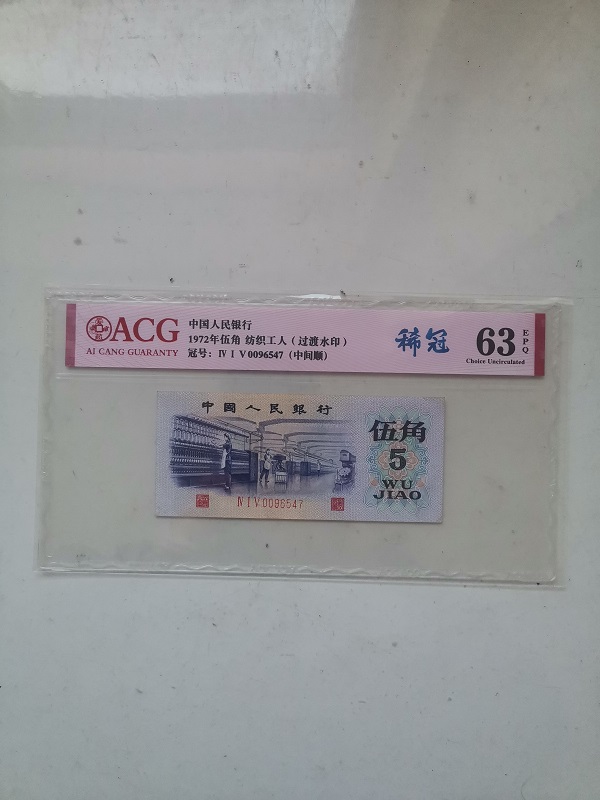 ACG
AI CANG GUARANTY
中国人民银行
1972年伍角 纺织工人（过渡水印）
冠号：Ⅳ Ⅰ Ⅴ 0096547（中间顺）
稀冠
63
EPQ
Choice Uncirculated
中國人民銀行
伍角
5
WU
JIAO
Ⅳ Ⅰ Ⅴ 0096547